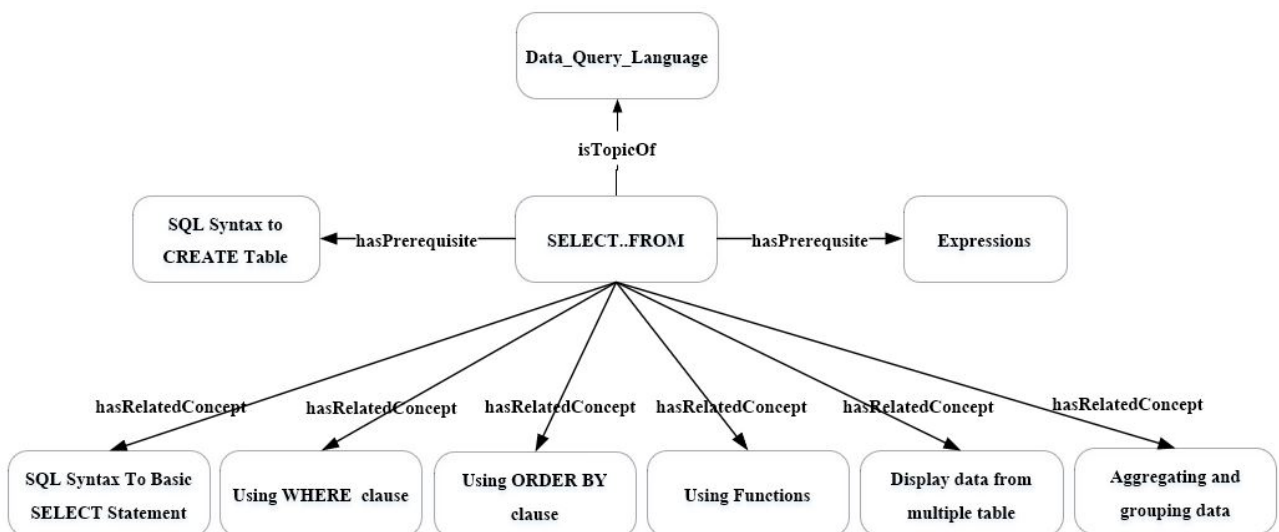 Data_Query_Language
isTopicOf
SQL Syntax to
CREATE Table
hasPrerequisite
SELECT..FROM
hasPrerequsite
Expressions
hasRelatedConcept
hasRelatedConcept
hasRelatedConcept
hasRelatedConcept
hasRelatedConcept
hasRelatedConcept
SQL Syntax To Basic
SELECT Statement
Using WHERE clause
Using ORDER BY
clause
Using Functions
Display data from
multiple table
Aggregating and
grouping data